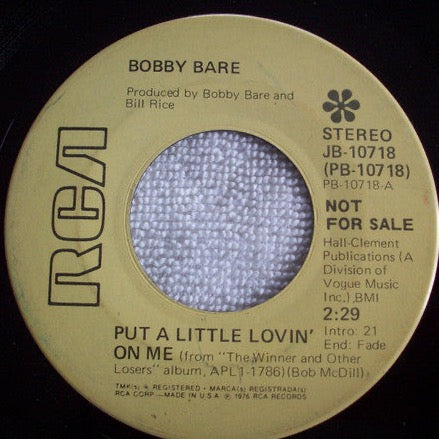 BOBBY BARE
Produced by Bobby Bare and
Bill Rice
RCA
STEREO
JB-10718
(PB-10718)
PB-10718-A
NOT
FOR SALE
Hall-Clement
Publications (A
Division of
Vogue Music
Inc.), BMI
2:29
Intro: 21
End: Fade
PUT A LITTLE LOVIN'
ON ME (from "The Winner and Other
Losers" album, APL1-1786) (Bob McDill)
TMK(s) ® REGISTERED • MARCA(s) REGISTRADA(s)
RCA CORP.—MADE IN U.S.A. ℗ 1976 RCA RECORDS